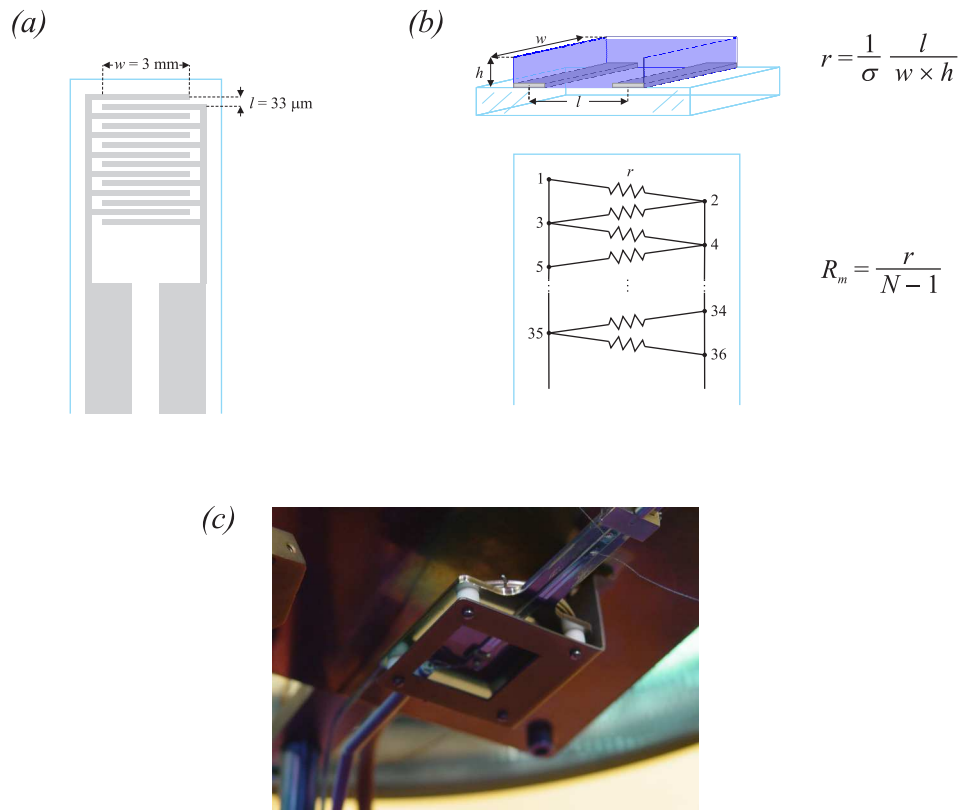 (a)
w = 3 mm
l = 33 μm
(b)
w
h
l
r = 1/σ l/(w × h)
r
1
2
3
4
5
34
35
36
R_m = r/(N − 1)
(c)